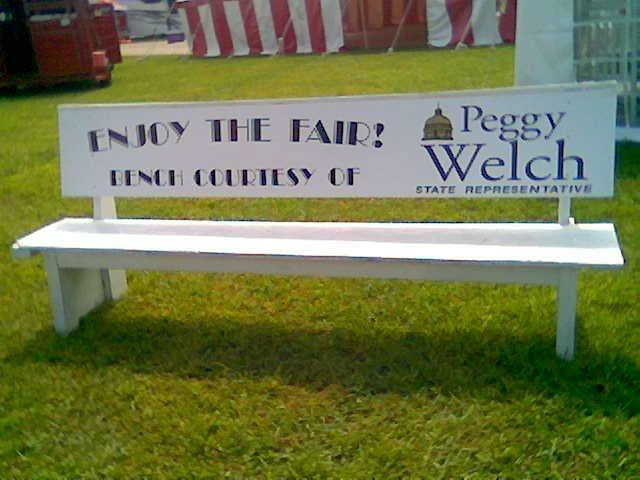 ENJOY THE FAIR!
BENCH COURTESY OF
Peggy
Welch
STATE REPRESENTATIVE